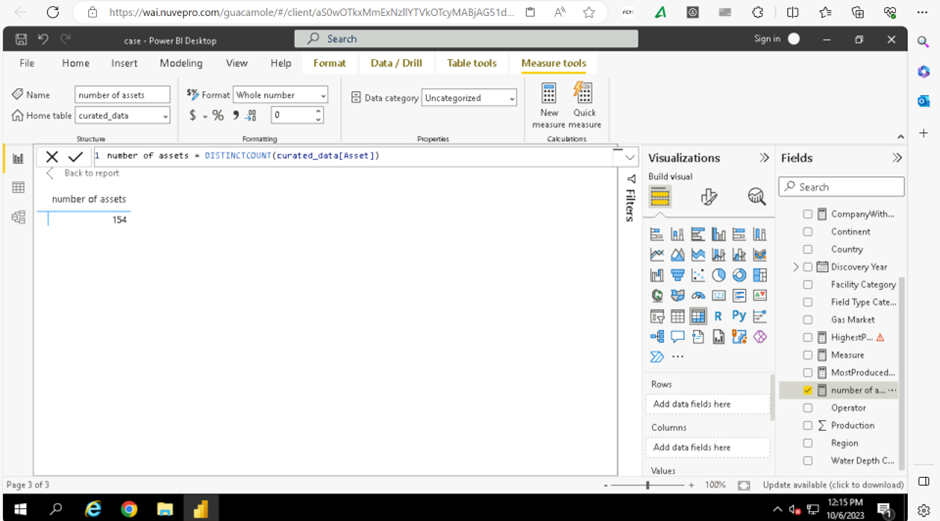 https://wai.nuvepro.com/guacamole/#/client/aS0wOTkxMmExNzllYTVkOTcyMABjAG51d...
case - Power BI Desktop
Search
Sign in
File Home Insert Modeling View Help Format Data / Drill Table tools Measure tools
Name number of assets
Home table curated_data
Structure
$% Format Whole number
$ % 9 .00 0
Formatting
Data category Uncategorized
Properties
New measure
Quick measure
Calculations
1 number of assets = DISTINCTCOUNT(curated_data[Asset])
Back to report
number of assets
154
Filters
Visualizations
Build visual
R Py
...
Rows
Add data fields here
Columns
Add data fields here
Values
Fields
Search
CompanyWith...
Continent
Country
Discovery Year
Facility Category
Field Type Cate...
Gas Market
HighestP...
Measure
MostProduced...
number of a... ...
Operator
Production
Region
Water Depth C...
Page 3 of 3
- + 100%
Update available (click to download)
12:15 PM
10/6/2023
1